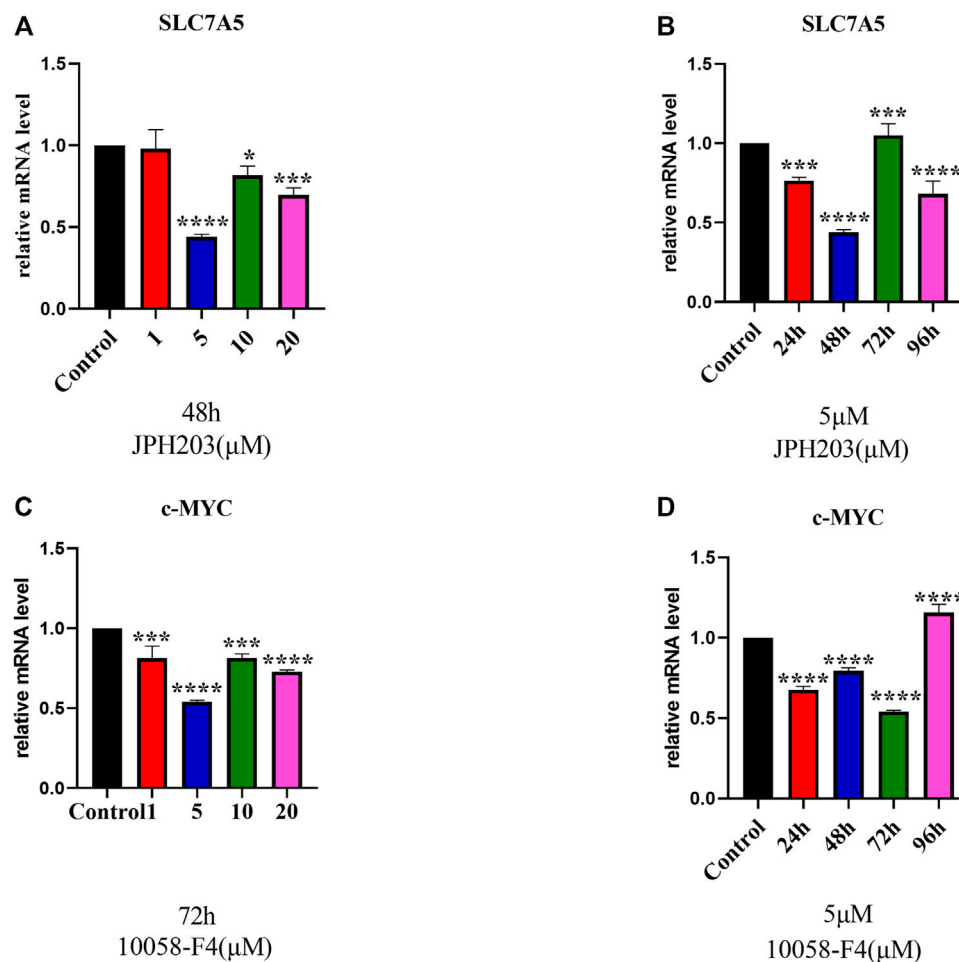 A
SLC7A5
relative mRNA level
1.5
1.0
0.5
0.0
*
***
****
Control
1
5
10
20
48h
JPH203(μM)
B
SLC7A5
relative mRNA level
1.5
1.0
0.5
0.0
***
***
****
****
Control
24h
48h
72h
96h
5μM
JPH203(μM)
C
c-MYC
relative mRNA level
1.5
1.0
0.5
0.0
***
****
***
****
Control1
5
10
20
72h
10058-F4(μM)
D
c-MYC
relative mRNA level
1.5
1.0
0.5
0.0
****
****
****
****
Control
24h
48h
72h
96h
5μM
10058-F4(μM)